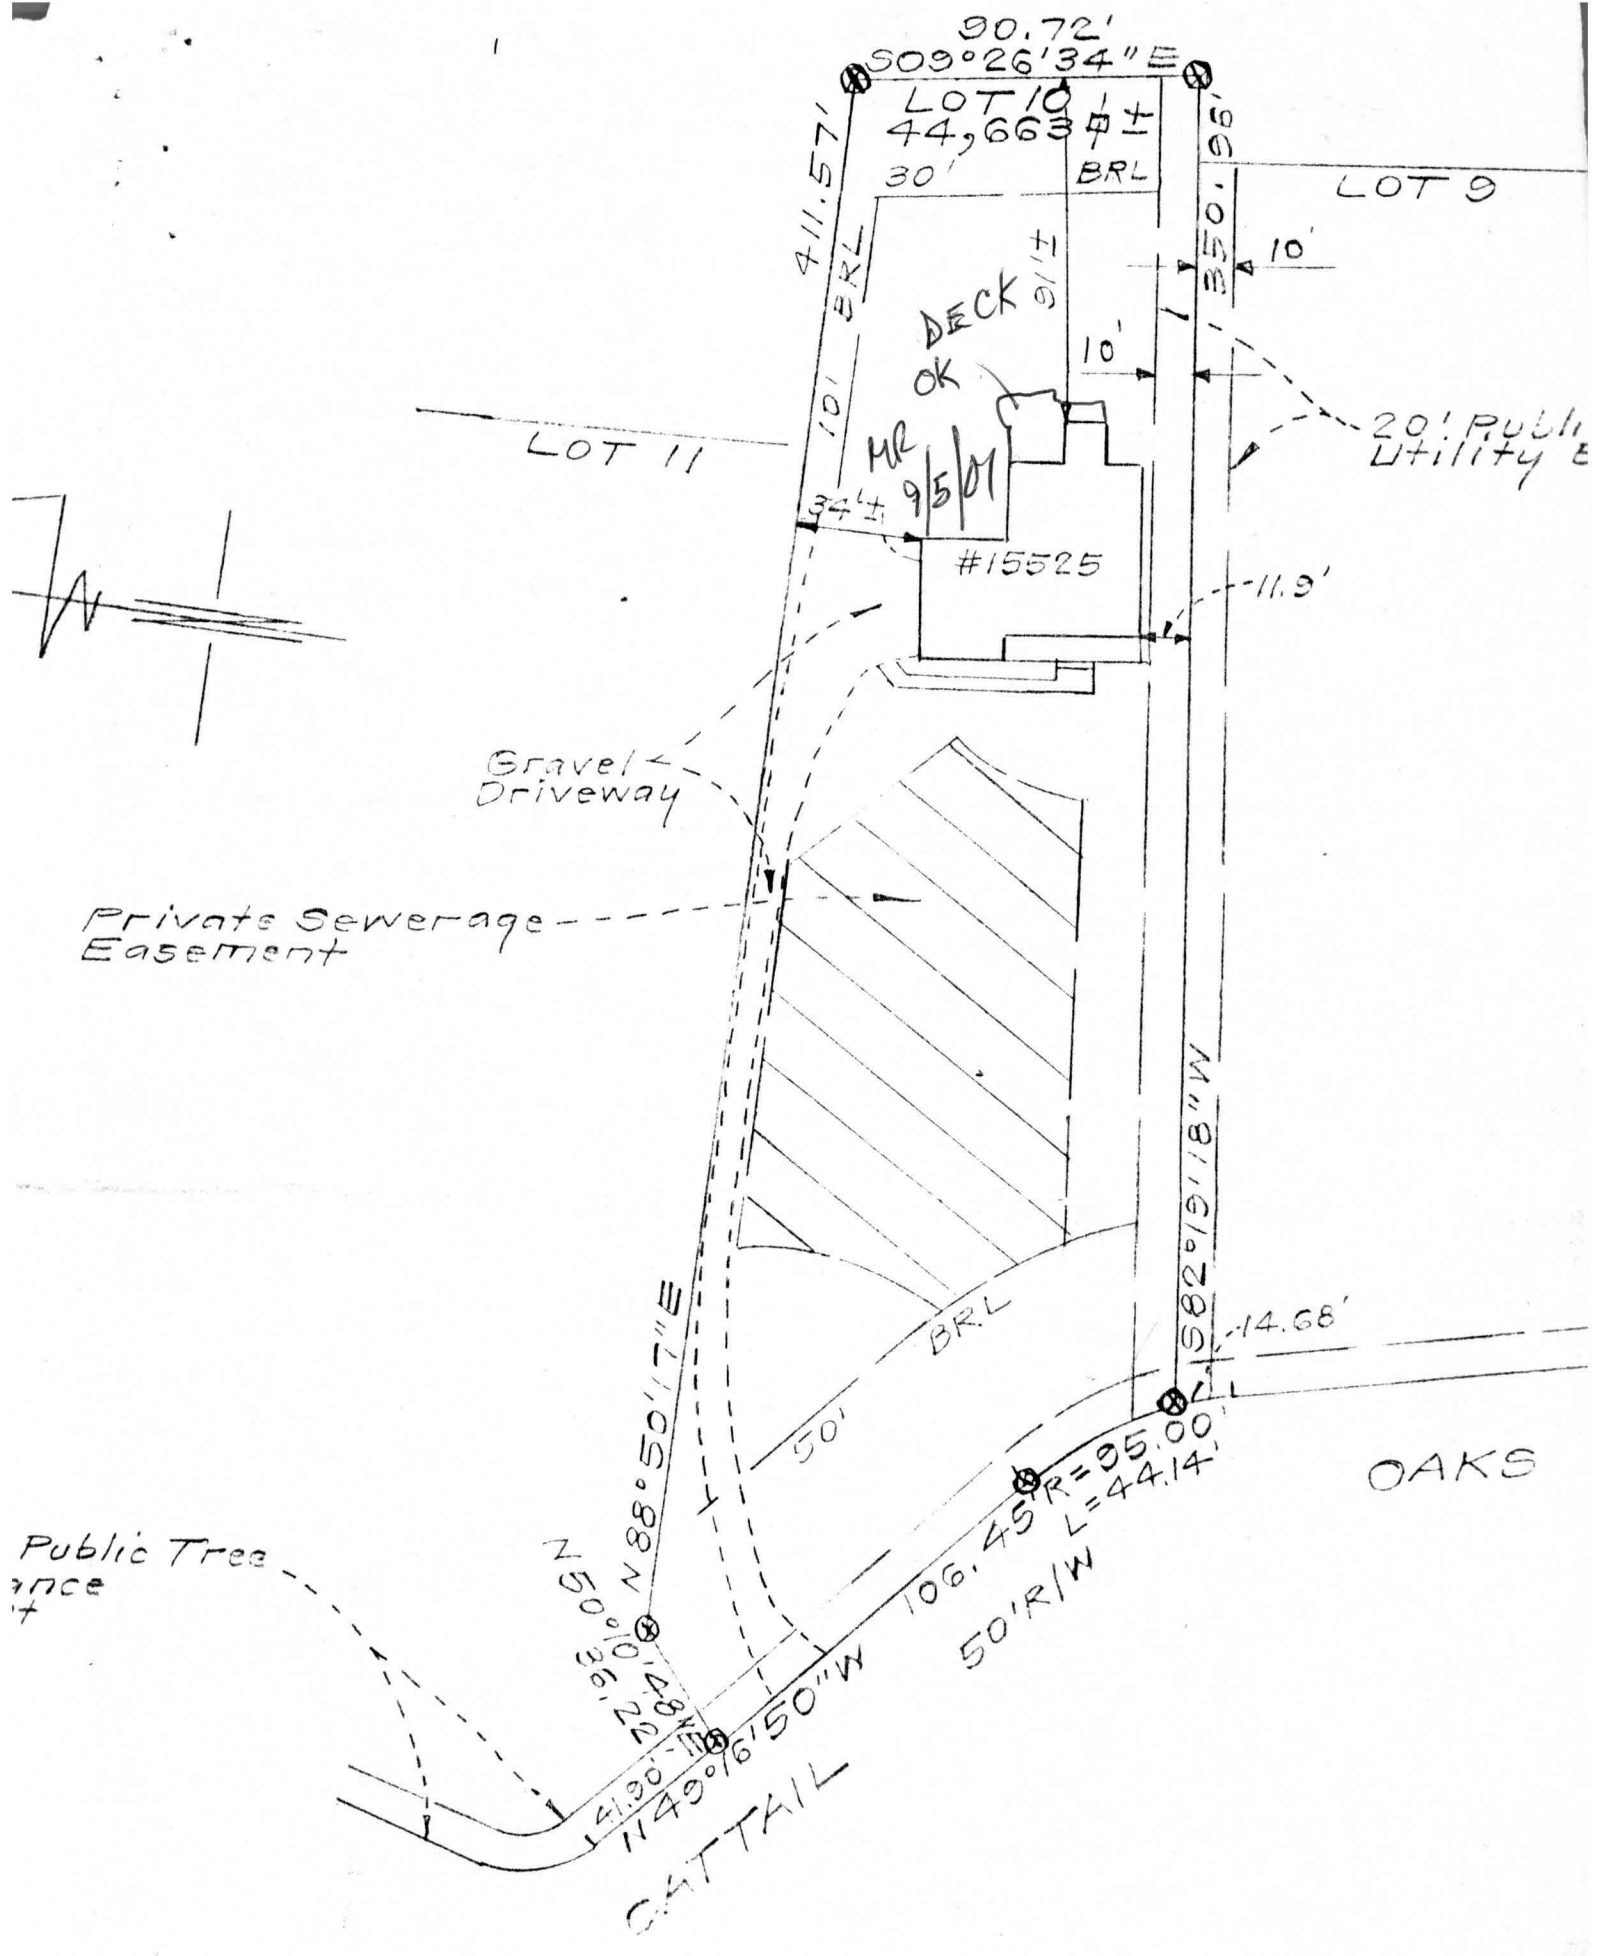 90.72'
S09°26'34"E
LOT 10
44,663 ±
30' BRL
411.57'
350.96'
LOT 9
10'
BRL
10'
91'±
DECK
OK
10'
20' Publi
Utility E
LOT 11
MR
9/5/07
34'±
#15525
11.9'
N
Gravel
Driveway
Private Sewerage
Easement
S82°19'18"W
N88°50'17"E
BRL
50'
14.68'
R=95.00'
L=44.14'
OAKS
106.45'
50'R/W
Public Tree
ance
t
N50°10'48"E
36.22
41.90'
N49°16'50"W
CATTAIL